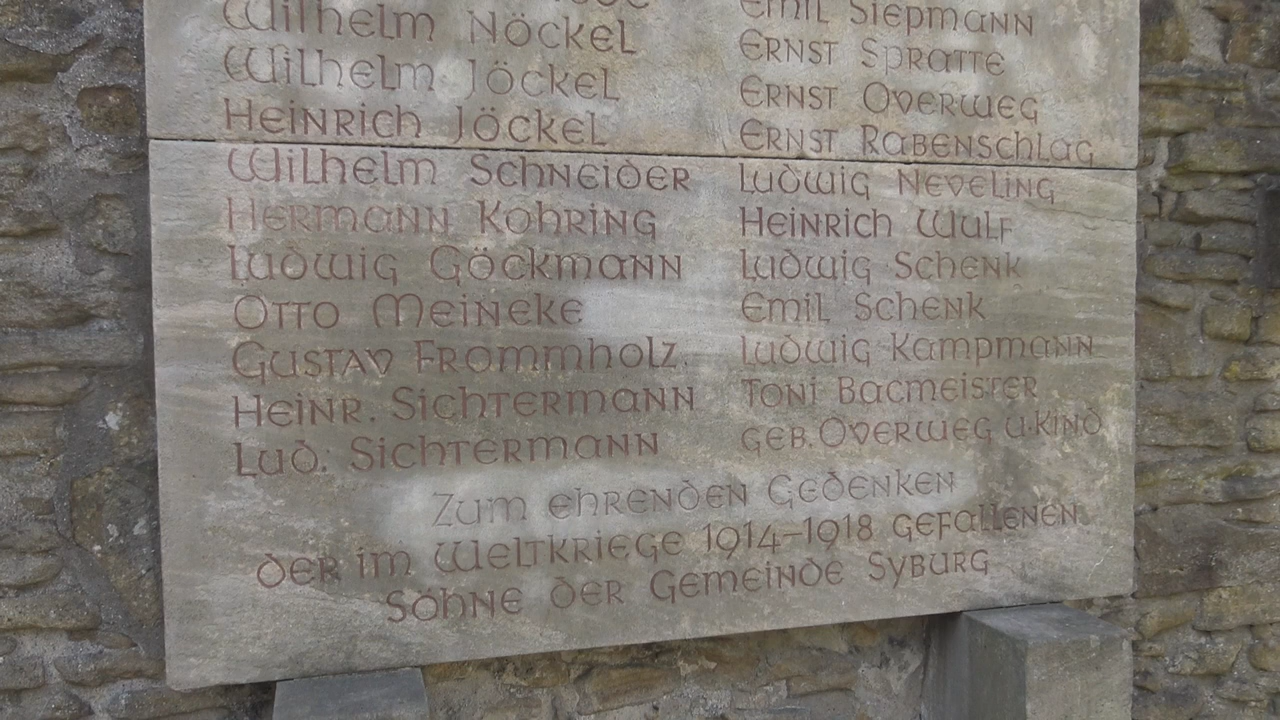 Wilhelm Nöckel
Wilhelm Jöckel
Heinrich Jöckel
Wilhelm Schneider
Hermann Kohring
Ludwig Göckmann
Otto Meineke
Gustav Frommholz.
Heinr. Sichtermann
Lud. Sichtermann
Emil Siepmann
Ernst Spratte
Ernst Overweg
Ernst Rabenschlag
Ludwig Neveling
Heinrich Wulf
Ludwig Schenk
Emil Schenk
Ludwig Kampmann
Toni Bacmeister
geb. Overweg u. Kind
Zum ehrenden Gedenken
der im Weltkriege 1914–1918 gefallenen
Söhne der Gemeinde Syburg